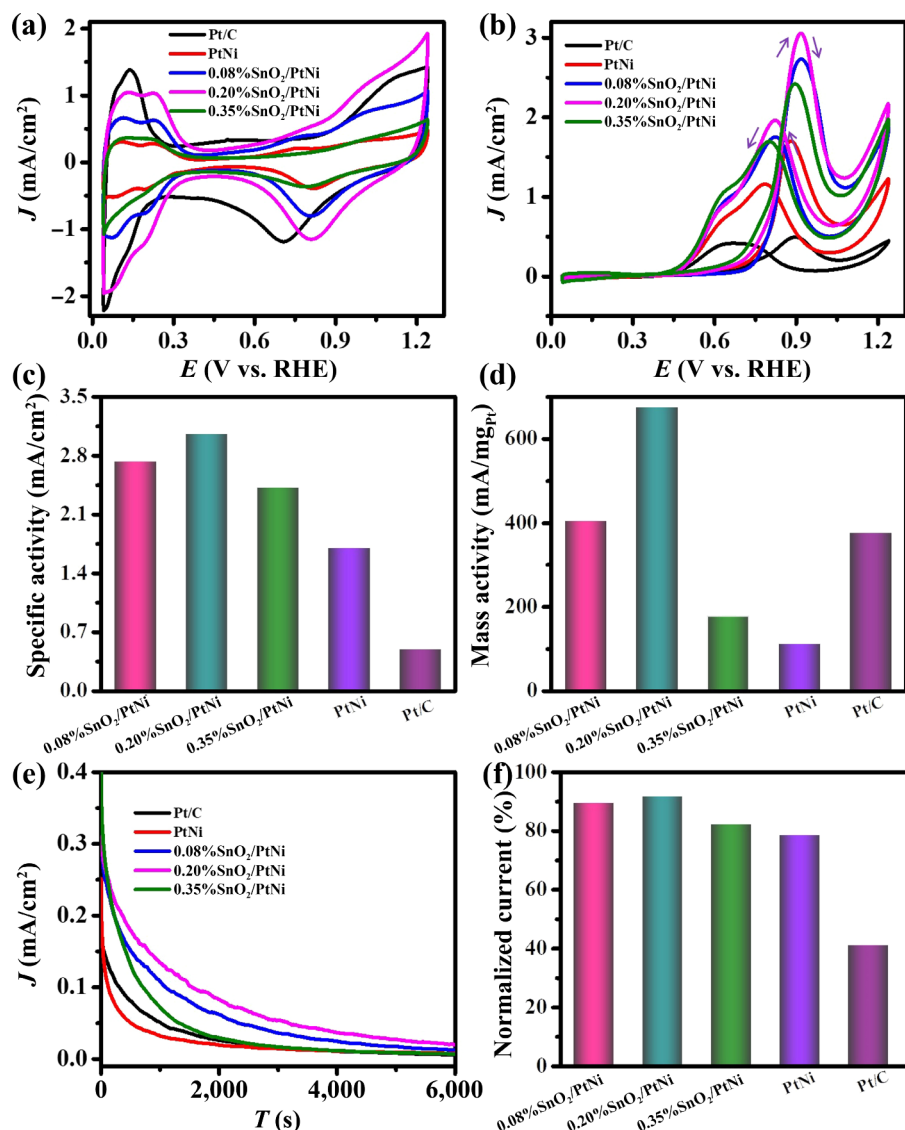 (a)
Pt/C
PtNi
0.08%SnO₂/PtNi
0.20%SnO₂/PtNi
0.35%SnO₂/PtNi
J (mA/cm²)
2
1
0
−1
−2
0.0 0.3 0.6 0.9 1.2
E (V vs. RHE)
(b)
Pt/C
PtNi
0.08%SnO₂/PtNi
0.20%SnO₂/PtNi
0.35%SnO₂/PtNi
J (mA/cm²)
3
2
1
0
0.0 0.3 0.6 0.9 1.2
E (V vs. RHE)
(c)
Specific activity (mA/cm²)
3.5
2.8
2.1
1.4
0.7
0.0
0.08%SnO₂/PtNi 0.20%SnO₂/PtNi 0.35%SnO₂/PtNi PtNi Pt/C
(d)
Mass activity (mA/mg_Pt)
600
400
200
0
0.08%SnO₂/PtNi 0.20%SnO₂/PtNi 0.35%SnO₂/PtNi PtNi Pt/C
(e)
Pt/C
PtNi
0.08%SnO₂/PtNi
0.20%SnO₂/PtNi
0.35%SnO₂/PtNi
J (mA/cm²)
0.4
0.3
0.2
0.1
0.0
0 2,000 4,000 6,000
T (s)
(f)
Normalized current (%)
100
80
60
40
20
0
0.08%SnO₂/PtNi 0.20%SnO₂/PtNi 0.35%SnO₂/PtNi PtNi Pt/C